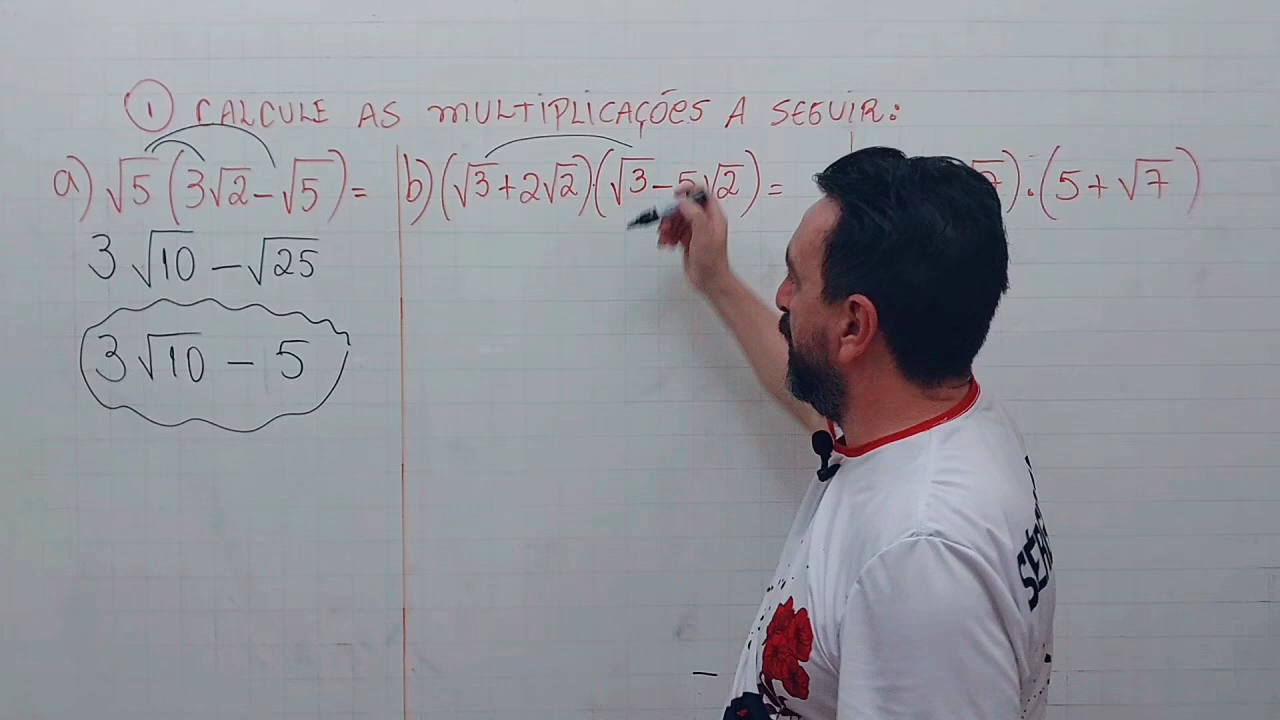 ① CALCULE AS MULTIPLICAÇÕES A SEGUIR:
a) √5 (3√2 - √5) =
3√10 - √25
3√10 - 5
b) (√3 + 2√2)·(√3 - 5√2) =
√7)·(5 + √7)